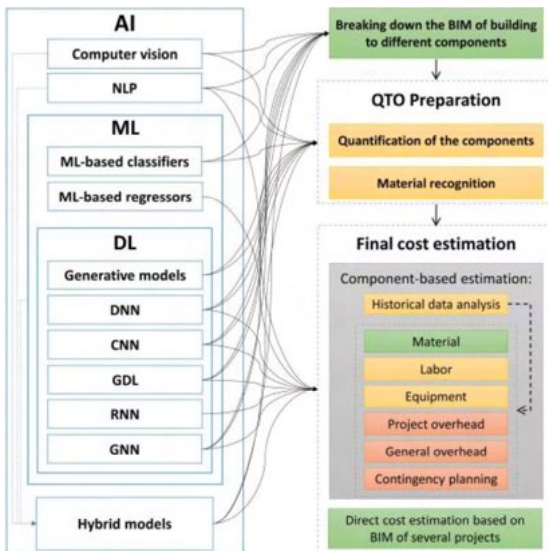 AI
Computer vision
NLP
ML
ML-based classifiers
ML-based regressors
DL
Generative models
DNN
CNN
GDL
RNN
GNN
Hybrid models
Breaking down the BIM of building
to different components
QTO Preparation
Quantification of the components
Material recognition
Final cost estimation
Component-based estimation:
Historical data analysis
Material
Labor
Equipment
Project overhead
General overhead
Contingency planning
Direct cost estimation based on
BIM of several projects